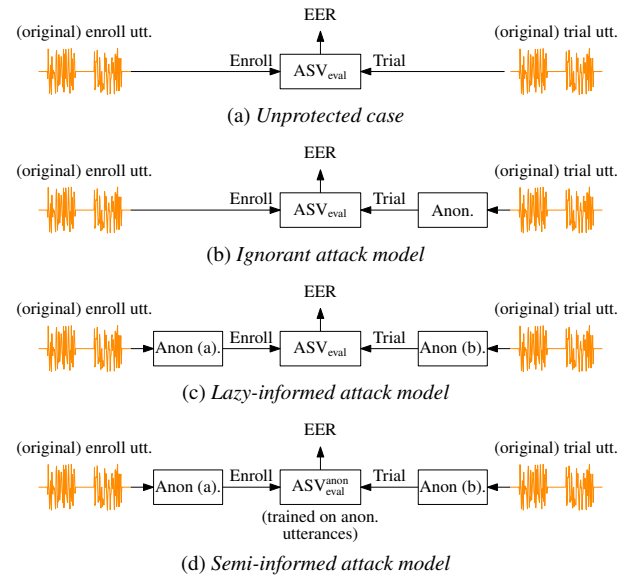 EER
(original) enroll utt. (original) trial utt.
Enroll ASVeval Trial
(a) Unprotected case
EER
(original) enroll utt. (original) trial utt.
Enroll ASVeval Trial Anon.
(b) Ignorant attack model
EER
(original) enroll utt. (original) trial utt.
Anon (a). Enroll ASVeval Trial Anon (b).
(c) Lazy-informed attack model
EER
(original) enroll utt. (original) trial utt.
Anon (a). Enroll ASVanon eval Trial Anon (b).
(trained on anon.
utterances)
(d) Semi-informed attack model